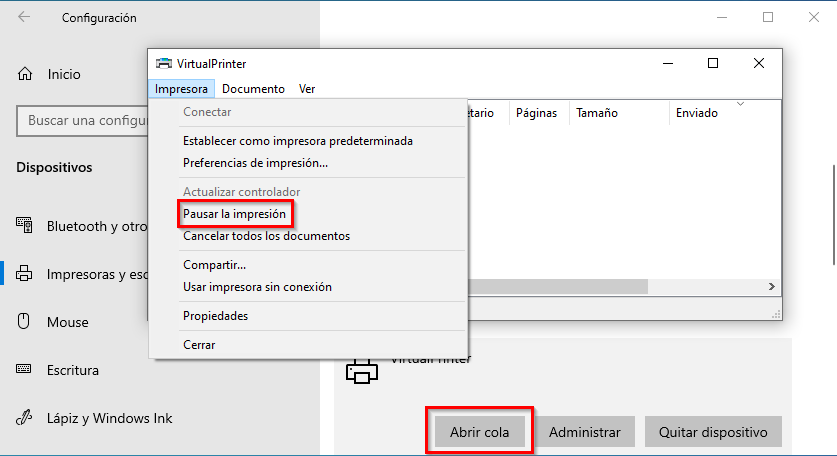 Configuración
Inicio
Buscar una configu
Dispositivos
Bluetooth y otro
Impresoras y esc
Mouse
Escritura
Lápiz y Windows Ink
VirtualPrinter
Impresora Documento Ver
Conectar
Establecer como impresora predeterminada
Preferencias de impresión...
Actualizar controlador
Pausar la impresión
Cancelar todos los documentos
Compartir...
Usar impresora sin conexión
Propiedades
Cerrar
etario Páginas Tamaño Enviado
VirtualPrinter
Abrir cola Administrar Quitar dispositivo